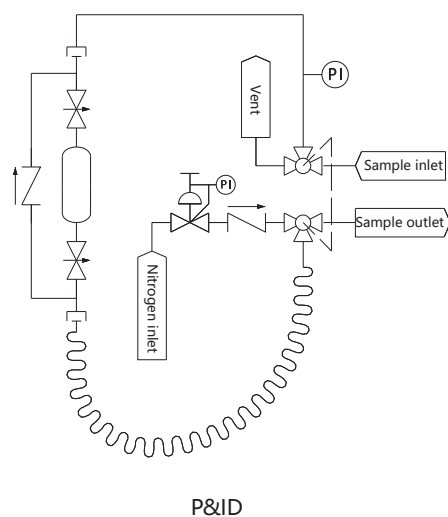 PI
Vent
Sample inlet
PI
Sample outlet
Nitrogen inlet
P&ID